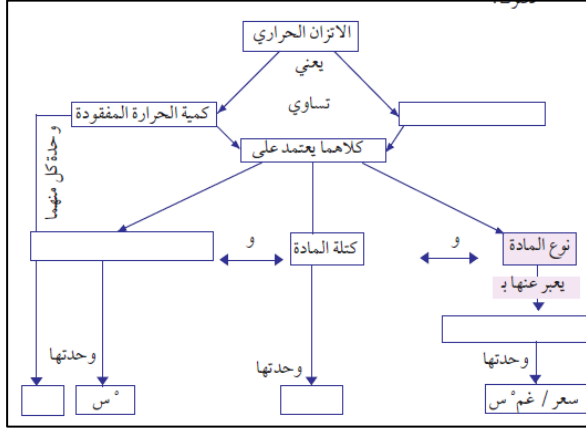 الاتزان الحراري
يعني
تساوي
كمية الحرارة المفقودة
كلاهما يعتمد على
وحدة كل منهما
نوع المادة
و
كتلة المادة
و
يعبر عنها بـ
وحدتها
وحدتها
وحدتها
سعر / غم ° س
° س